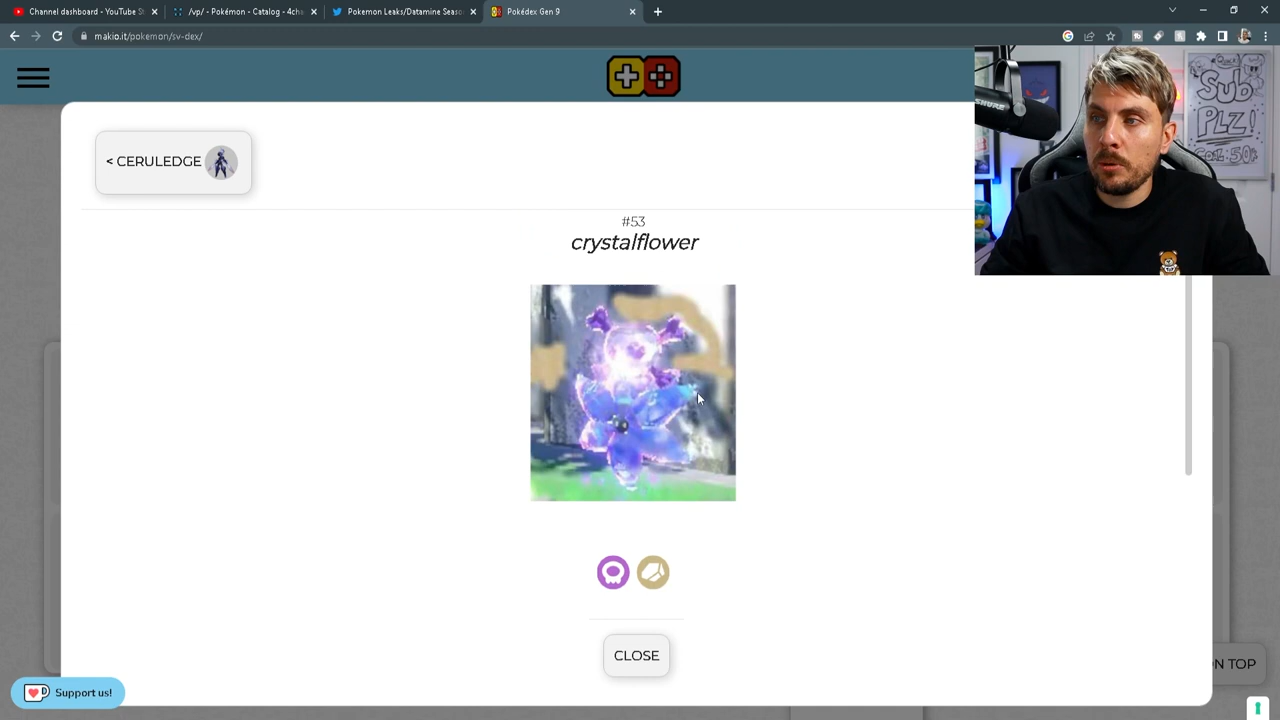 Channel dashboard - YouTube St
/vp/ - Pokémon - Catalog - 4cha
Pokemon Leaks/Datamine Seaso
Pokédex Gen 9
makio.it/pokemon/sv-dex/
SHURE
Sub
PLZ!
< CERULEDGE
#53
crystalflower
CLOSE
N TOP
Support us!